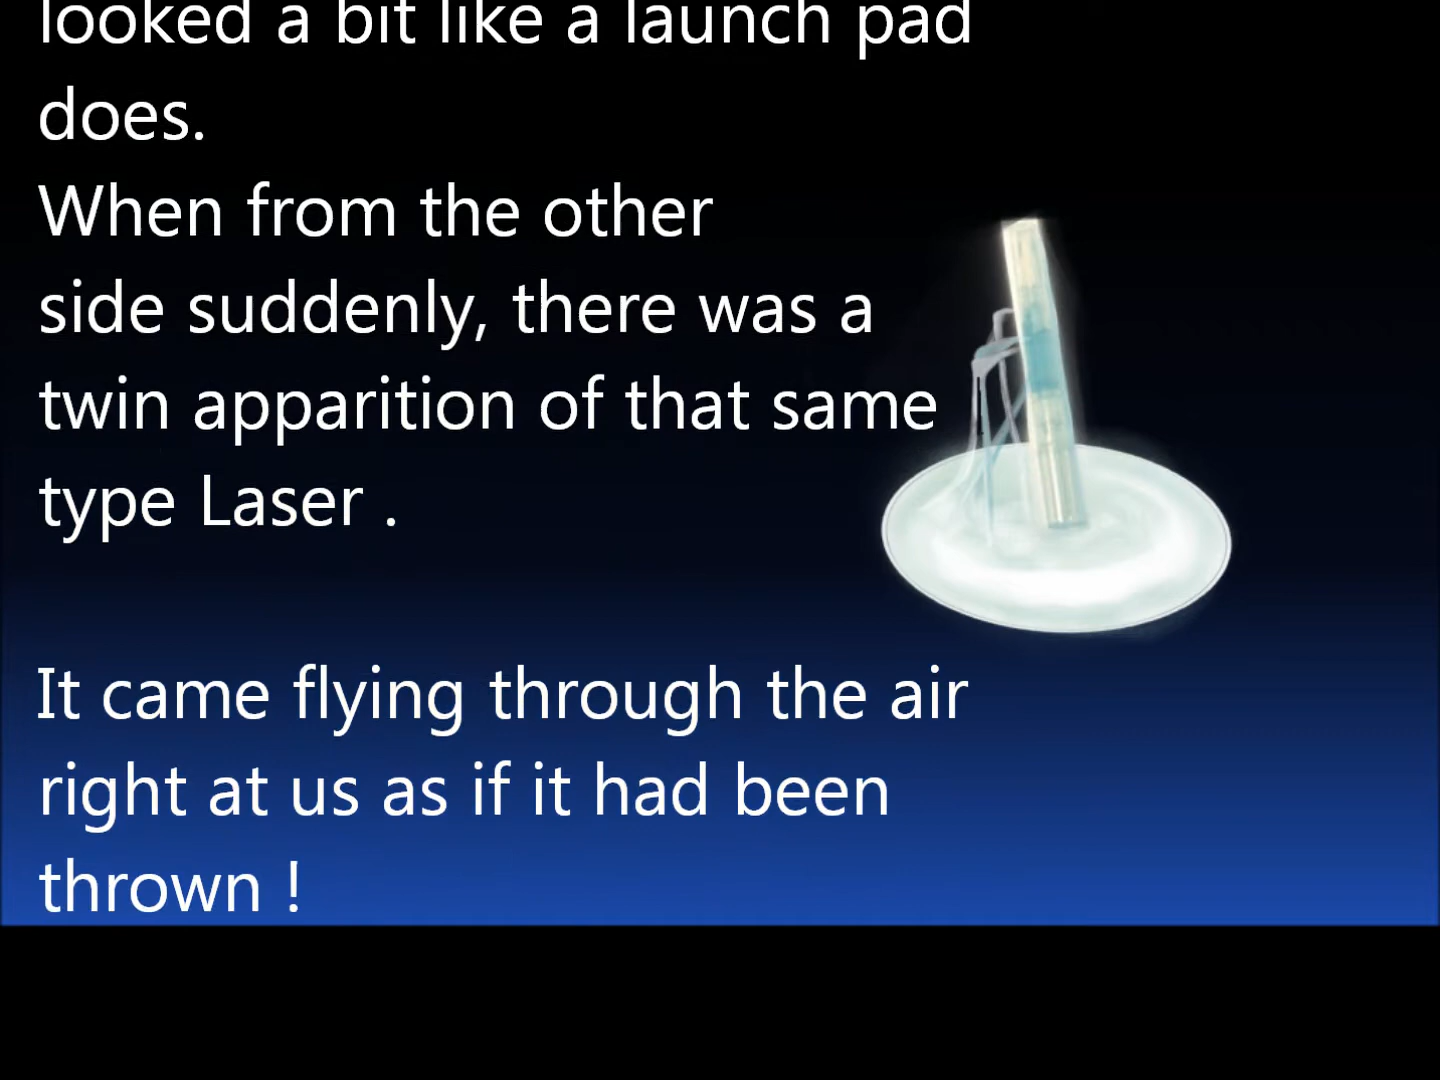 looked a bit like a launch pad
does.
When from the other
side suddenly, there was a
twin apparition of that same
type Laser .
It came flying through the air
right at us as if it had been
thrown !